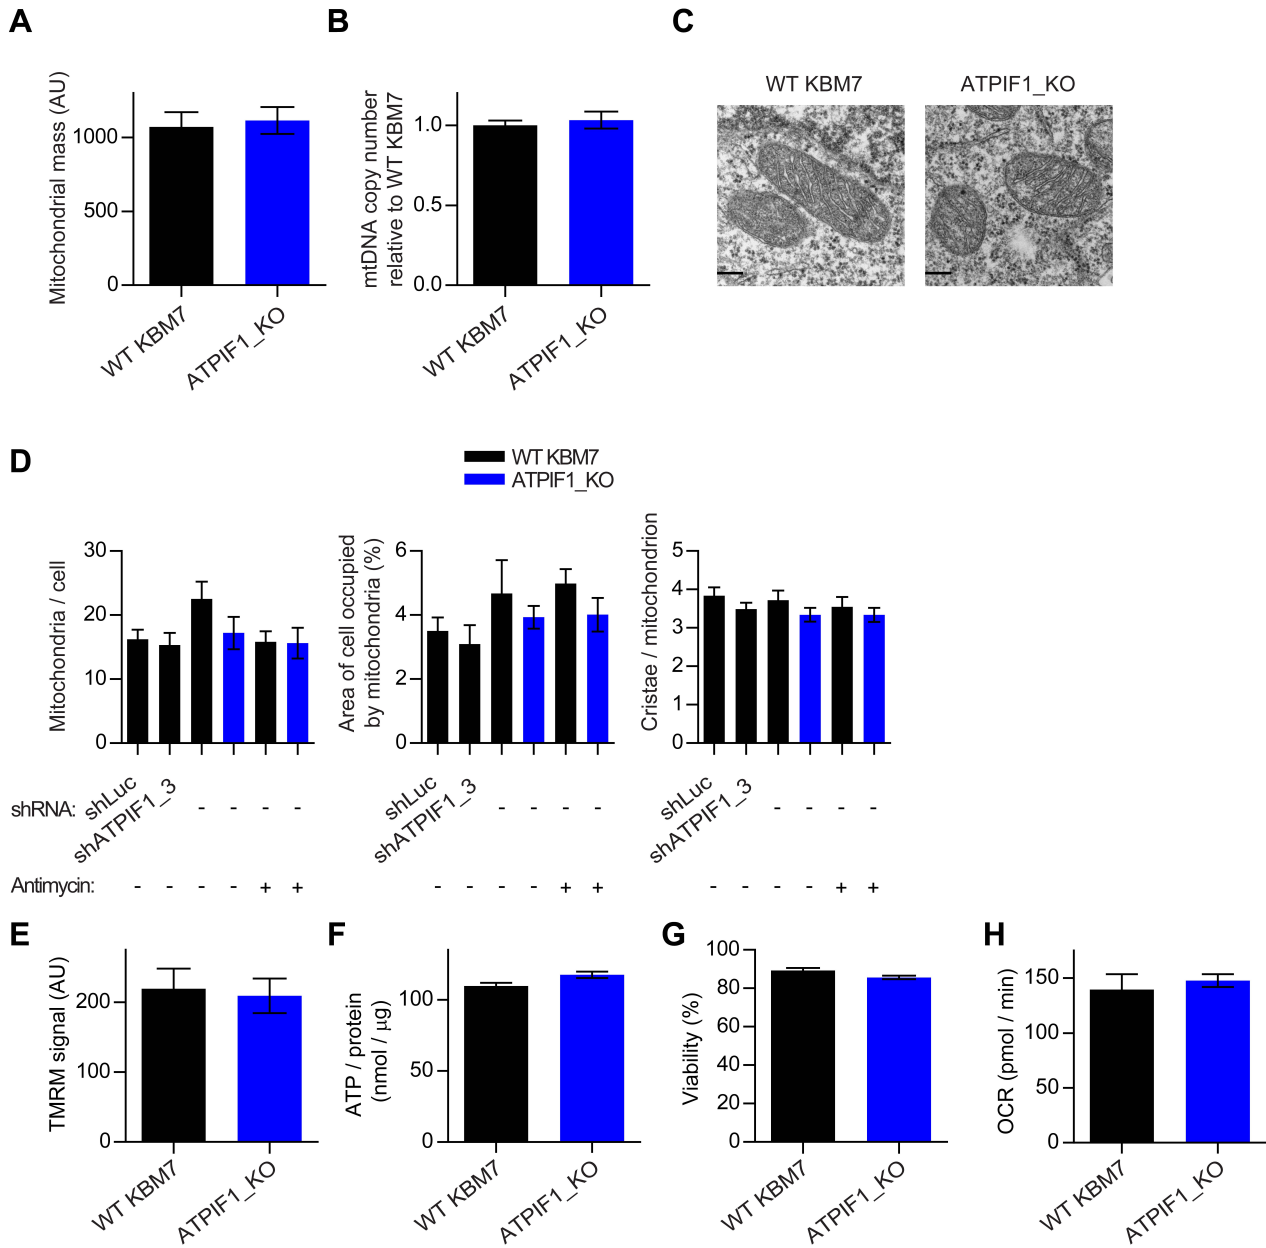 A
Mitochondrial mass (AU)
1000
500
0
WT KBM7
ATPIF1_KO
B
mtDNA copy number
relative to WT KBM7
1.0
0.5
0.0
WT KBM7
ATPIF1_KO
C
WT KBM7
ATPIF1_KO
D
WT KBM7
ATPIF1_KO
Mitochondria / cell
30
20
10
0
Area of cell occupied
by mitochondria (%)
6
4
2
0
Cristae / mitochondrion
5
4
3
2
1
0
shRNA:
shLuc
shATPIF1_3
- - - -
shLuc
shATPIF1_3
- - - -
shLuc
shATPIF1_3
- - - -
Antimycin:
- - - - + +
- - - - + +
- - - - + +
E
TMRM signal (AU)
200
100
0
WT KBM7
ATPIF1_KO
F
ATP / protein
(nmol / μg)
100
50
0
WT KBM7
ATPIF1_KO
G
Viability (%)
100
80
60
40
20
0
WT KBM7
ATPIF1_KO
H
OCR (pmol / min)
150
100
50
0
WT KBM7
ATPIF1_KO